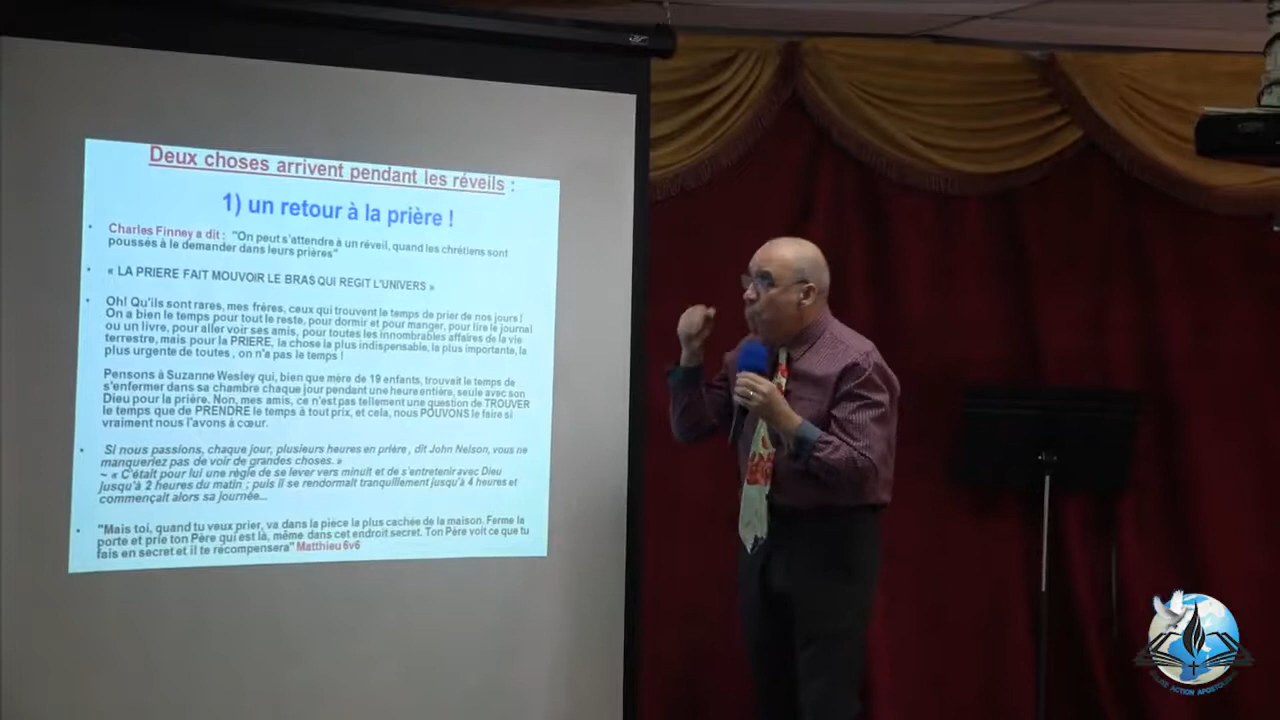 Deux choses arrivent pendant les réveils :
1) un retour à la prière !
• Charles Finney a dit : "On peut s'attendre à un réveil, quand les chrétiens sont
poussés à le demander dans leurs prières"
• « LA PRIERE FAIT MOUVOIR LE BRAS QUI REGIT L'UNIVERS »
• Oh! Qu'ils sont rares, mes frères, ceux qui trouvent le temps de prier de nos jours !
On a bien le temps pour tout le reste, pour dormir et pour manger, pour lire le journal
ou un livre, pour aller voir ses amis, pour toutes les innombrables affaires de la vie
terrestre, mais pour la PRIERE, la chose la plus indispensable, la plus importante, la
plus urgente de toutes , on n'a pas le temps !
Pensons à Suzanne Wesley qui, bien que mère de 19 enfants, trouvait le temps de
s'enfermer dans sa chambre chaque jour pendant une heure entière, seule avec son
Dieu pour la prière. Non, mes amis, ce n'est pas tellement une question de TROUVER
le temps que de PRENDRE le temps à tout prix, et cela, nous POUVONS le faire si
vraiment nous l'avons à cœur.
• Si nous passions, chaque jour, plusieurs heures en prière , dit John Nelson, vous ne
manqueriez pas de voir de grandes choses. »
~ « C'était pour lui une règle de se lever vers minuit et de s'entretenir avec Dieu
jusqu'à 2 heures du matin ; puis il se rendormait tranquillement jusqu'à 4 heures et
commençait alors sa journée...
• "Mais toi, quand tu veux prier, va dans la pièce la plus cachée de la maison. Ferme la
porte et prie ton Père qui est là, même dans cet endroit secret. Ton Père voit ce que tu
fais en secret et il te récompensera" Matthieu 6v6
ACTION APOSTOLIQUE